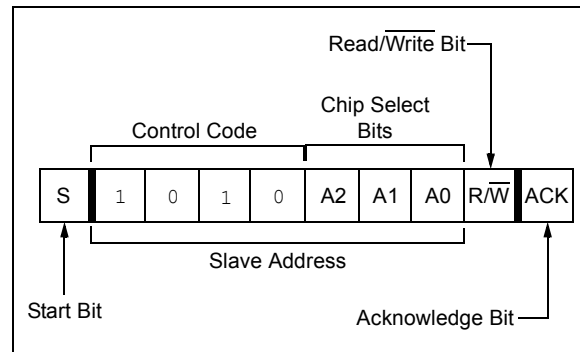 Read/Write Bit
Chip Select
Bits
Control Code
S 1 0 1 0 A2 A1 A0 R/W ACK
Slave Address
Start Bit
Acknowledge Bit